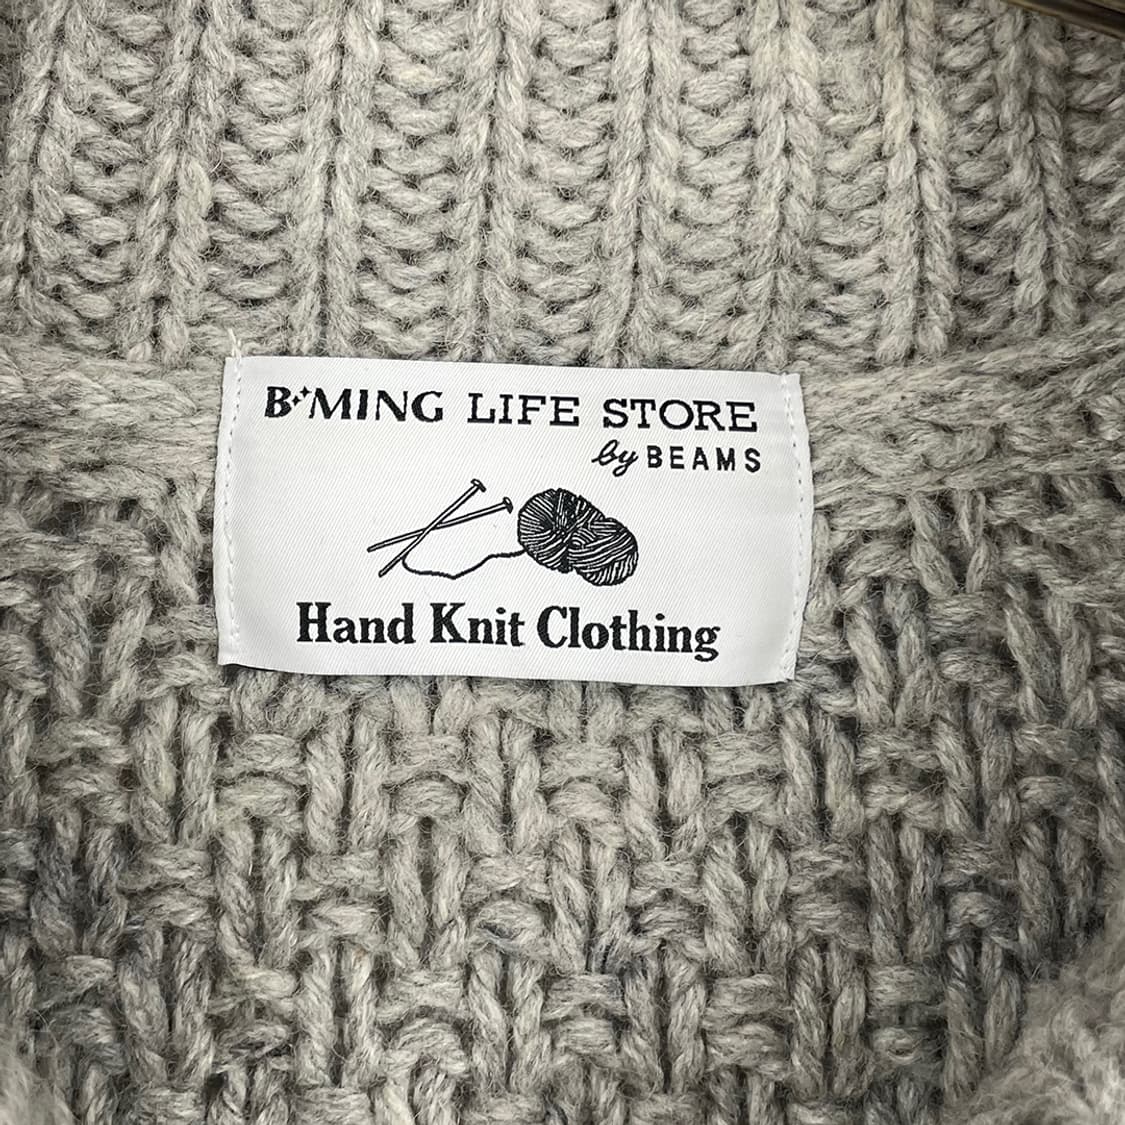 B✦✦MING LIFE STORE
by BEAMS
Hand Knit Clothing